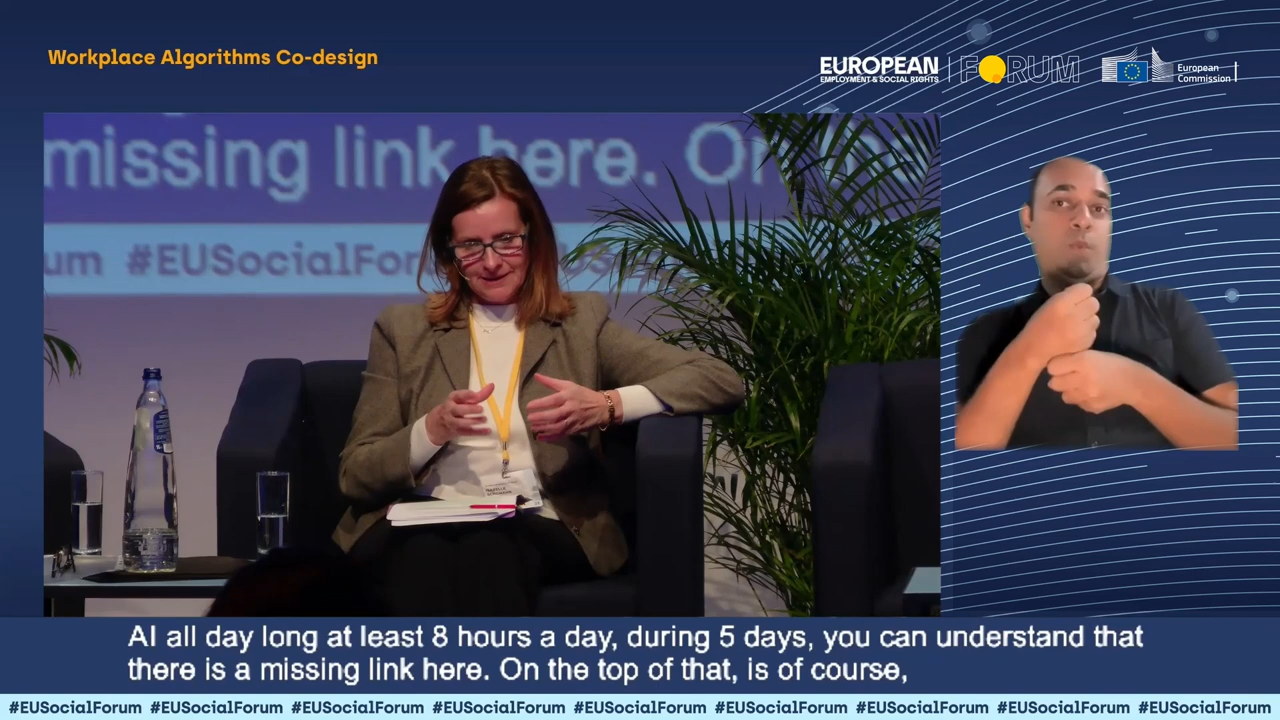 Workplace Algorithms Co-design
EUROPEAN
EMPLOYMENT & SOCIAL RIGHTS
FORUM
European
Commission
missing link here. On
um #EUSocialForu
AI all day long at least 8 hours a day, during 5 days, you can understand that
there is a missing link here. On the top of that, is of course,
#EUSocialForum #EUSocialForum #EUSocialForum #EUSocialForum #EUSocialForum #EUSocialForum #EUSocialForum #EUSocialForum #EUSocialForum